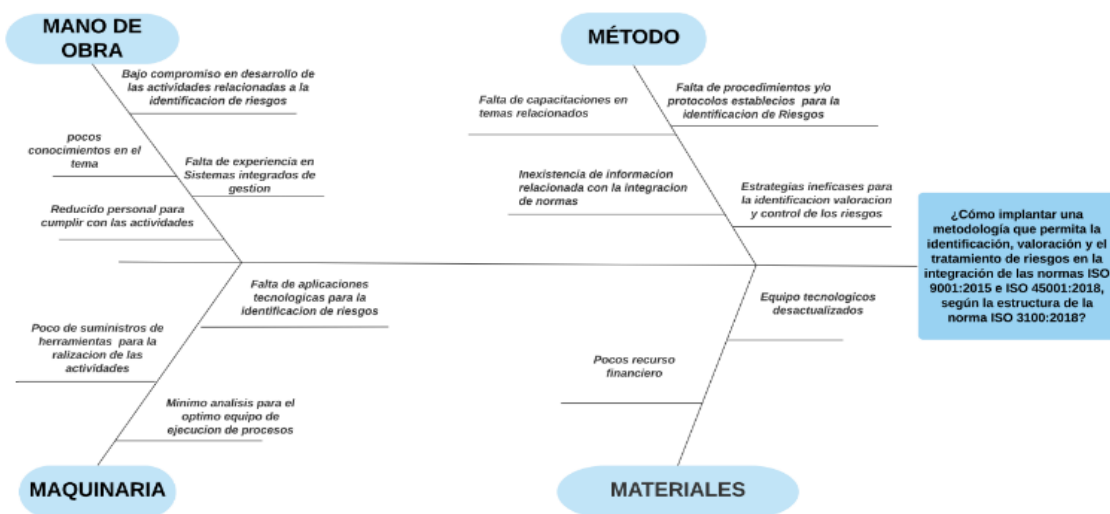 MANO DE
OBRA
Bajo compromiso en desarrollo de
las actividades relacionadas a la
identificacion de riesgos
pocos
conocimientos en el
tema
Falta de experiencia en
Sistemas integrados de
gestion
Reducido personal para
cumplir con las actividades
MÉTODO
Falta de capacitaciones en
temas relacionados
Falta de procedimientos y/o
protocolos establecios para la
identificacion de Riesgos
Inexistencia de informacion
relacionada con la integracion
de normas
Estrategias ineficases para
la identificacion valoracion
y control de los riesgos
¿Cómo implantar una
metodología que permita la
identificación, valoración y el
tratamiento de riesgos en la
integración de las normas ISO
9001:2015 e ISO 45001:2018,
según la estructura de la
norma ISO 3100:2018?
Falta de aplicaciones
tecnologicas para la
identificacion de riesgos
Poco de suministros de
herramientas para la
ralizacion de las
actividades
Minimo analisis para el
optimo equipo de
ejecucion de procesos
MAQUINARIA
Equipo tecnologicos
desactualizados
Pocos recurso
financiero
MATERIALES